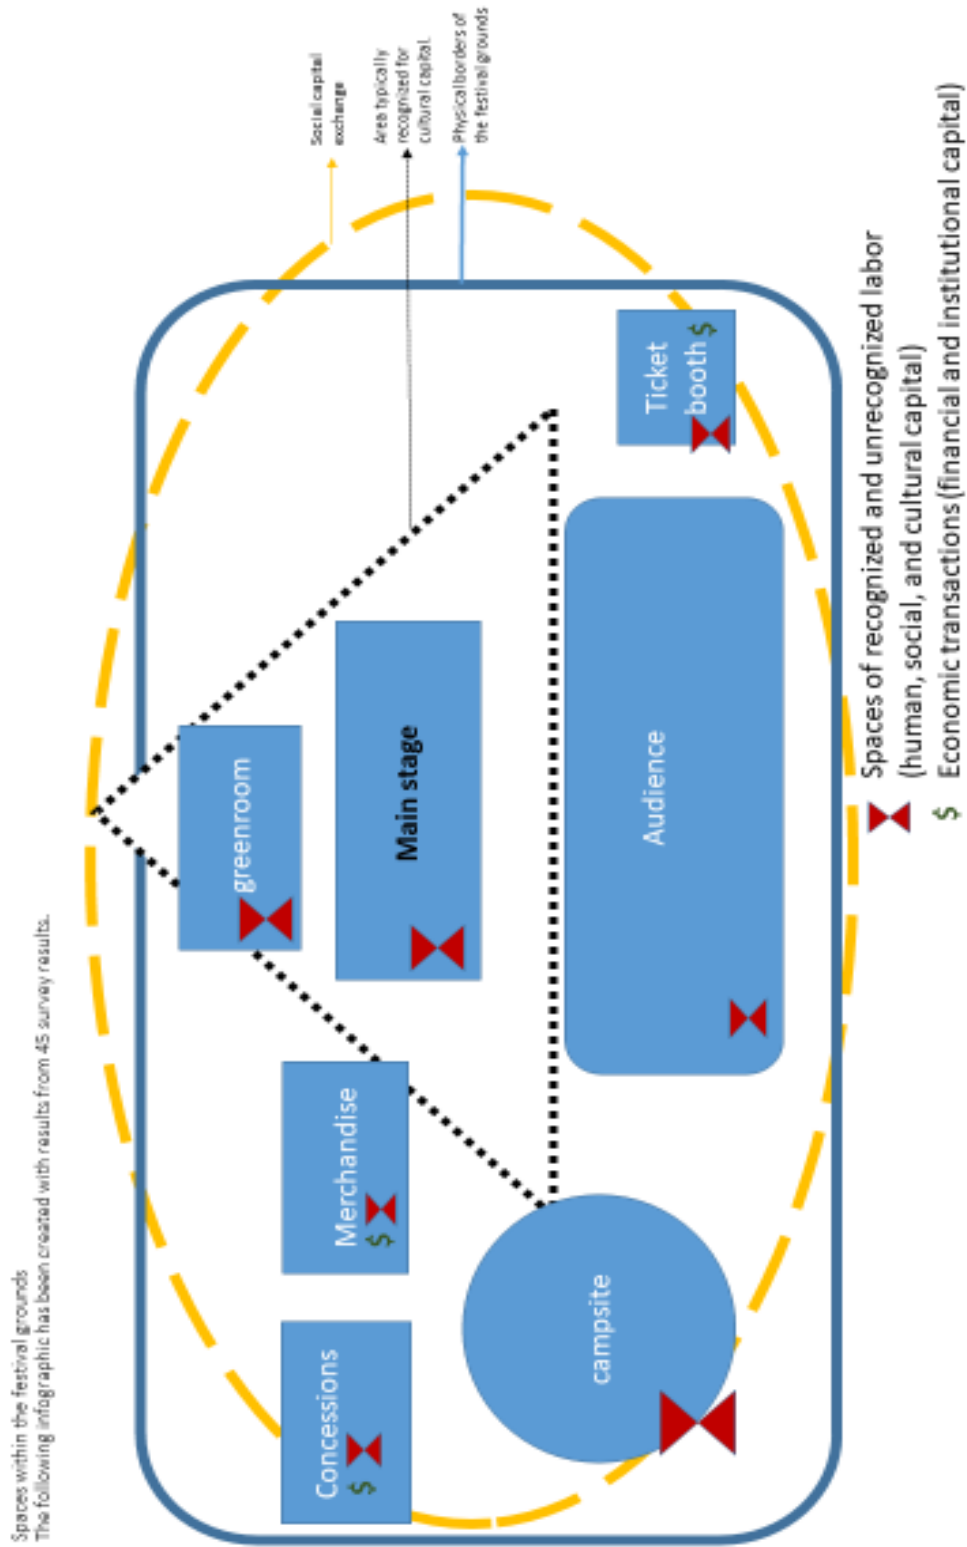 Spaces within the festival grounds
The following infographic has been created with results from 45 survey results.
Social capital
exchange
Area typically
recognized for
cultural capital.
Physical borders of
the festival grounds
Concessions
$
Merchandise
$
greenroom
Main stage
campsite
Audience
Ticket
booth $
Spaces of recognized and unrecognized labor
(human, social, and cultural capital)
$ Economic transactions (financial and institutional capital)